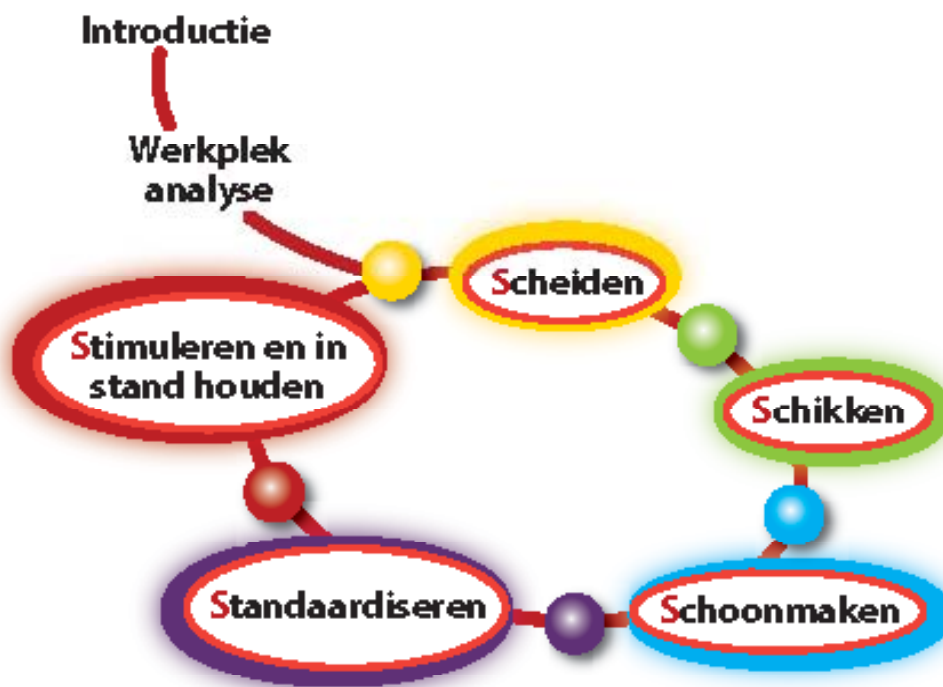 Introductie
Werkplek
analyse
Scheiden
Schikken
Schoonmaken
Standaardiseren
Stimuleren en in
stand houden